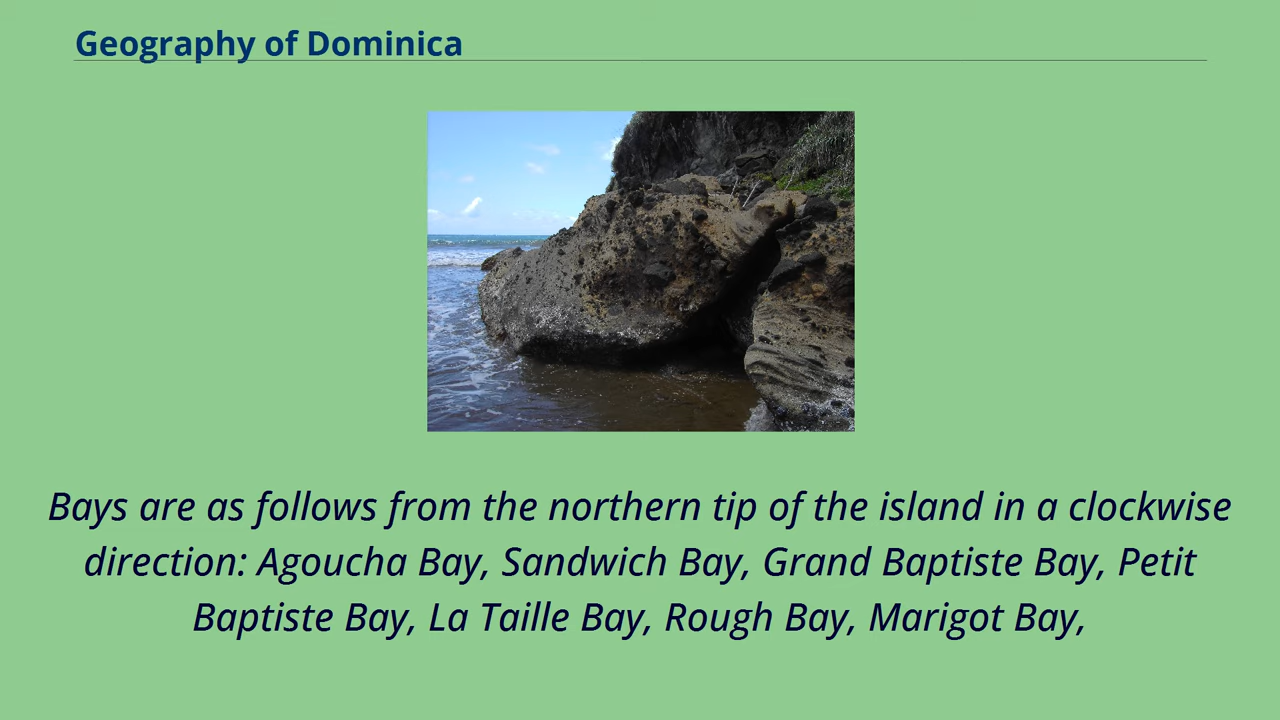 Geography of Dominica
Bays are as follows from the northern tip of the island in a clockwise
direction: Agoucha Bay, Sandwich Bay, Grand Baptiste Bay, Petit
Baptiste Bay, La Taille Bay, Rough Bay, Marigot Bay,